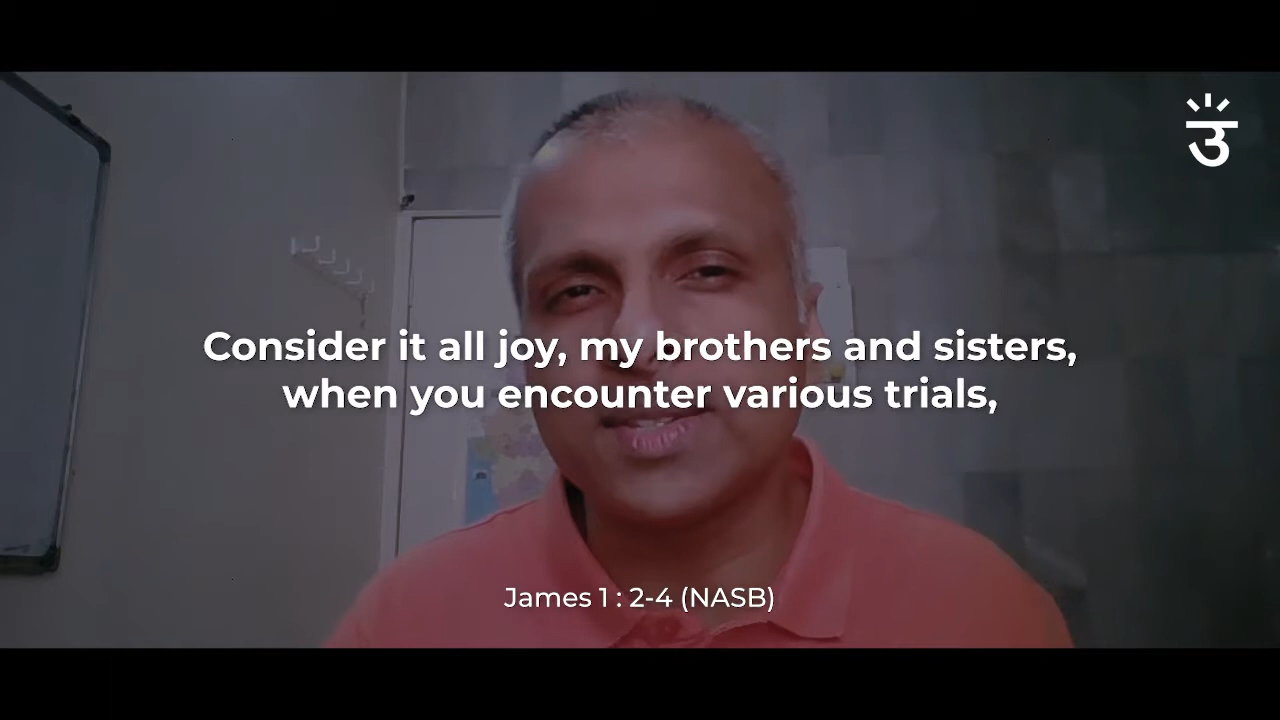 उ
Consider it all joy, my brothers and sisters,
when you encounter various trials,
James 1 : 2-4 (NASB)